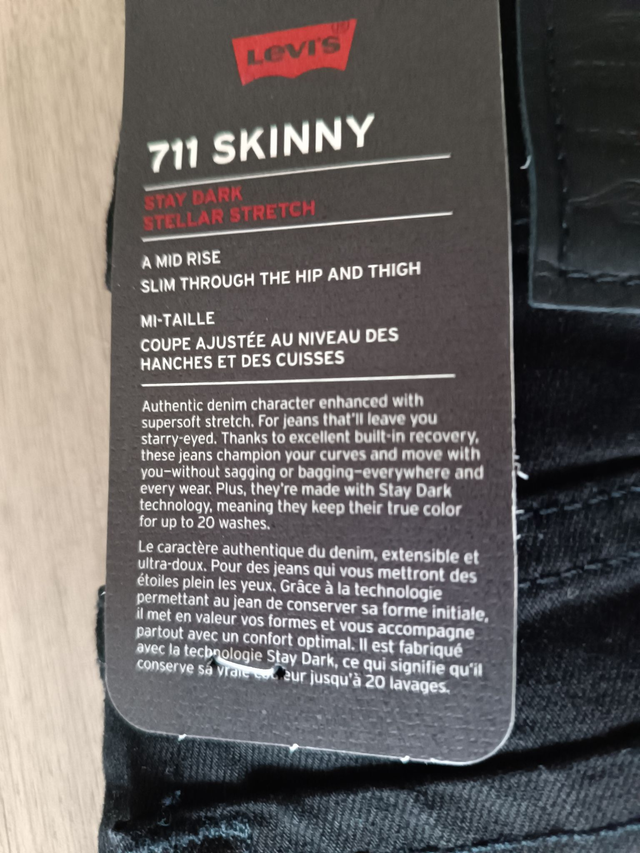 Levi's
711 SKINNY
STAY DARK
STELLAR STRETCH
A MID RISE
SLIM THROUGH THE HIP AND THIGH
MI-TAILLE
COUPE AJUSTÉE AU NIVEAU DES
HANCHES ET DES CUISSES
Authentic denim character enhanced with
supersoft stretch. For jeans that'll leave you
starry-eyed. Thanks to excellent built-in recovery,
these jeans champion your curves and move with
you—without sagging or bagging—everywhere and
every wear. Plus, they're made with Stay Dark
technology, meaning they keep their true color
for up to 20 washes.
Le caractère authentique du denim, extensible et
ultra-doux. Pour des jeans qui vous mettront des
étoiles plein les yeux. Grâce à la technologie
permettant au jean de conserver sa forme initiale,
il met en valeur vos formes et vous accompagne
partout avec un confort optimal. Il est fabriqué
avec la technologie Stay Dark, ce qui signifie qu'il
conserve sa vraie jusqu'à 20 lavages.